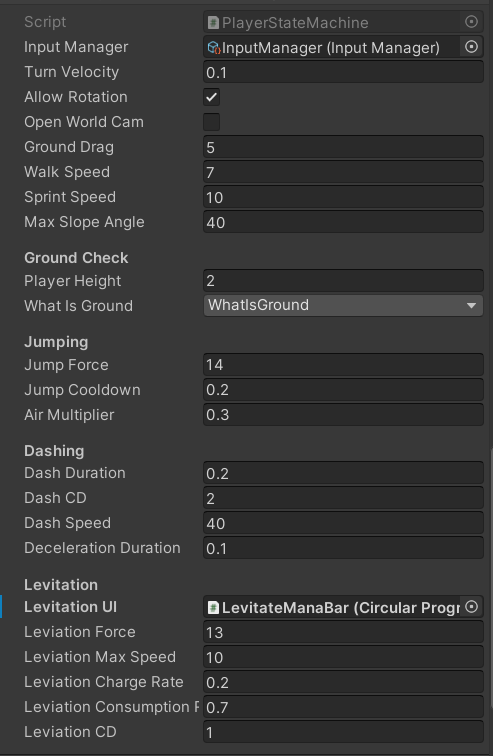 Script PlayerStateMachine
Input Manager InputManager (Input Manager)
Turn Velocity 0.1
Allow Rotation
Open World Cam
Ground Drag 5
Walk Speed 7
Sprint Speed 10
Max Slope Angle 40
Ground Check
Player Height 2
What Is Ground WhatIsGround
Jumping
Jump Force 14
Jump Cooldown 0.2
Air Multiplier 0.3
Dashing
Dash Duration 0.2
Dash CD 2
Dash Speed 40
Deceleration Duration 0.1
Levitation
Levitation UI LevitateManaBar (Circular Progr
Leviation Force 13
Leviation Max Speed 10
Leviation Charge Rate 0.2
Leviation Consumption R 0.7
Leviation CD 1